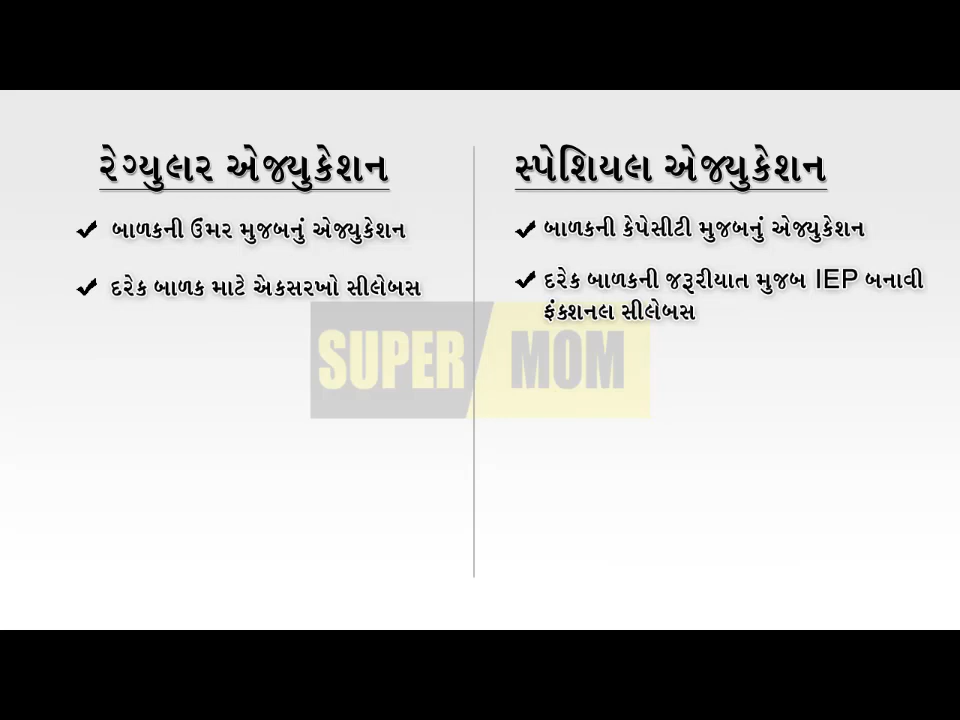 રેગ્યુલર એજ્યુકેશન
બાળકની ઉંમર મુજબનું એજ્યુકેશન
દરેક બાળક માટે એકસરખો સીલેબસ
સ્પેશિયલ એજ્યુકેશન
બાળકની કેપેસીટી મુજબનું એજ્યુકેશન
દરેક બાળકની જરૂરીયાત મુજબ IEP બનાવી
ફંકશનલ સીલેબસ
SUPER MOM